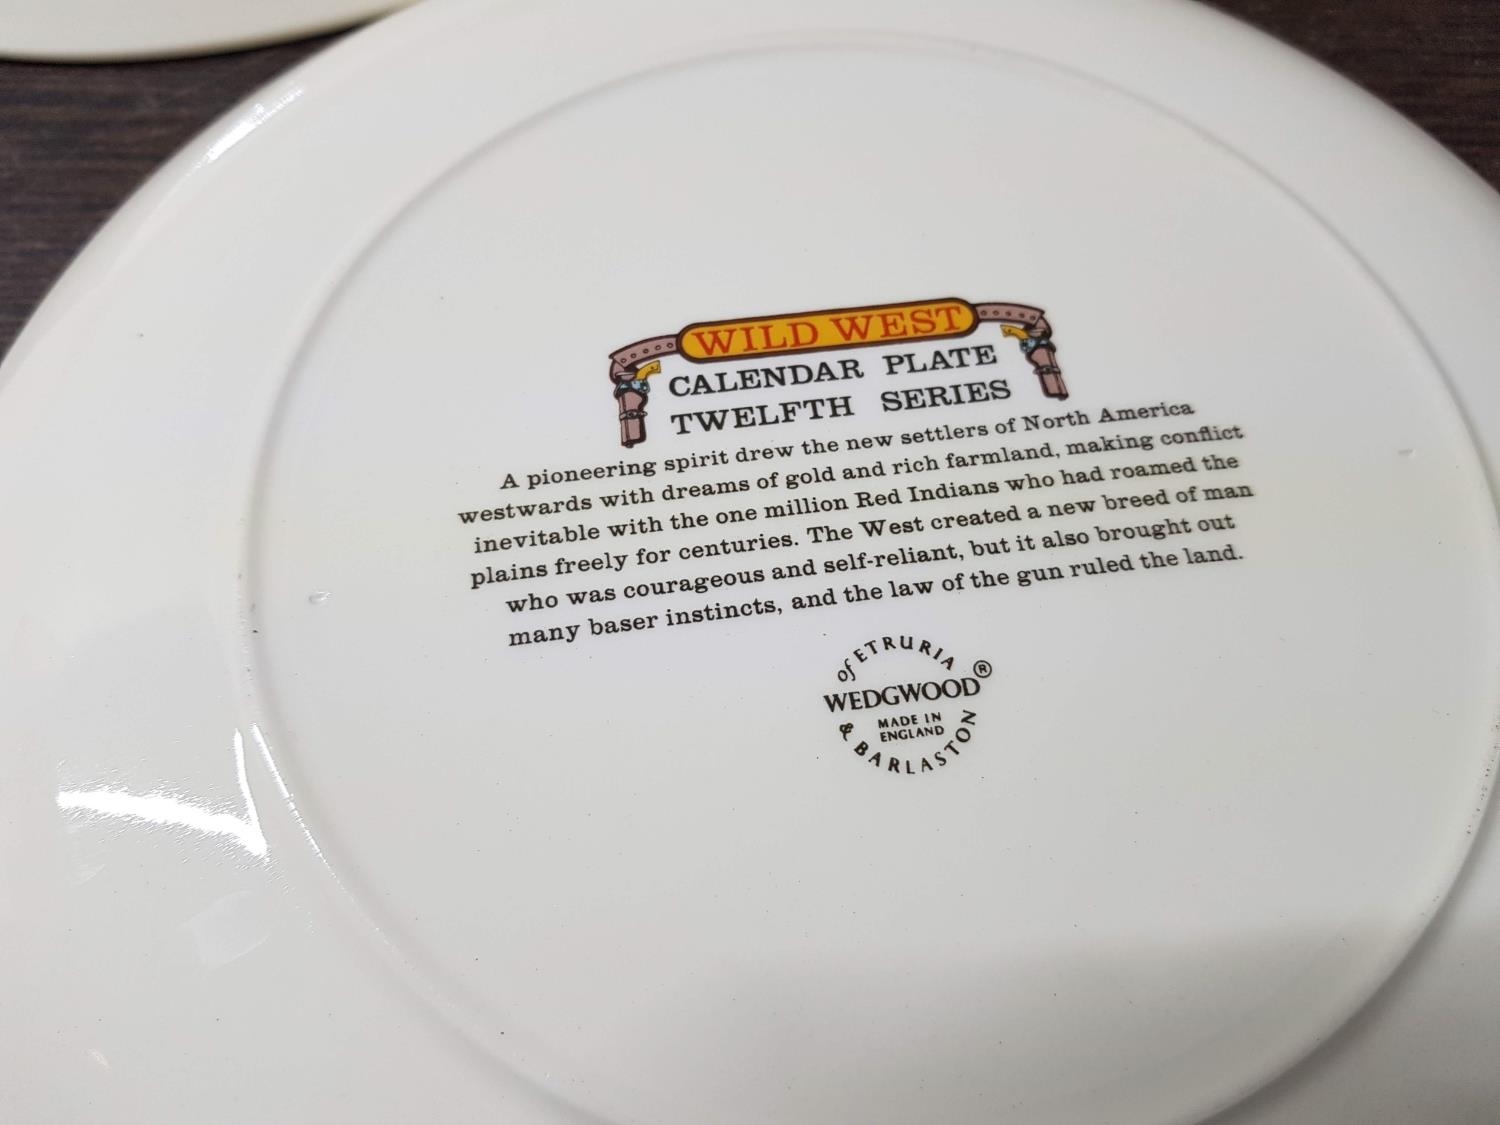 WILD WEST
CALENDAR PLATE
TWELFTH SERIES
A pioneering spirit drew the new settlers of North America
westwards with dreams of gold and rich farmland, making conflict
inevitable with the one million Red Indians who had roamed the
plains freely for centuries. The West created a new breed of man
who was courageous and self-reliant, but it also brought out
many baser instincts, and the law of the gun ruled the land.
of ETRURIA
WEDGWOOD®
MADE IN
ENGLAND
& BARLASTON